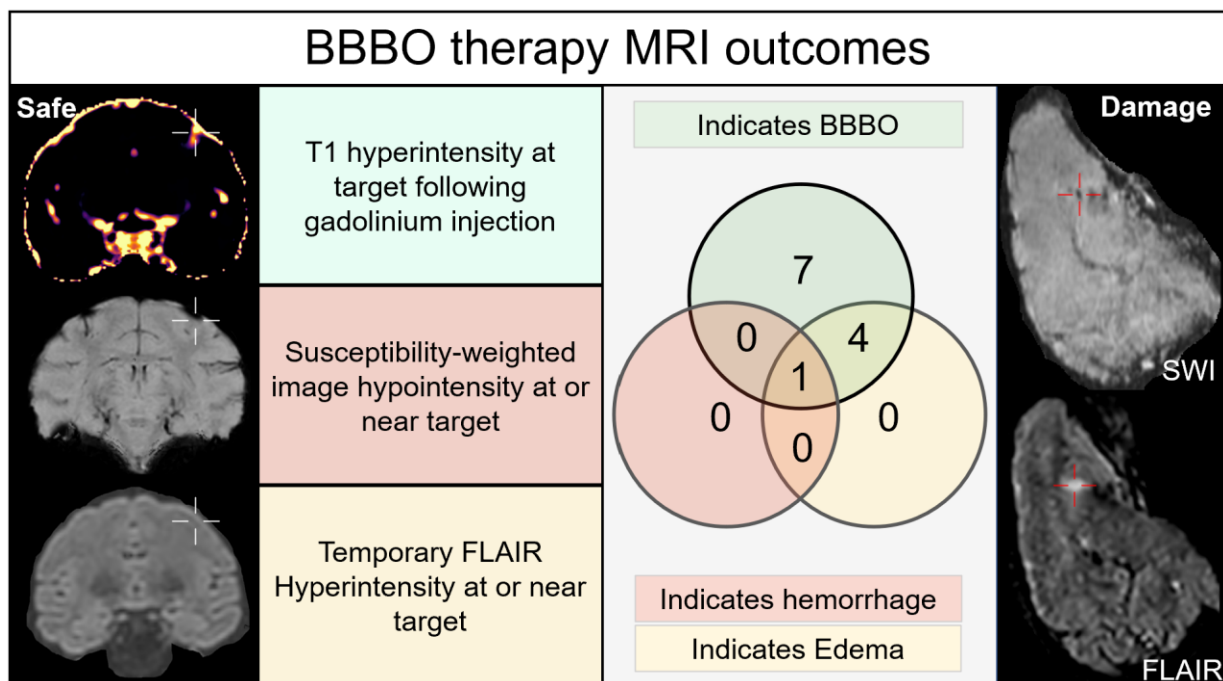 BBBO therapy MRI outcomes
Safe
T1 hyperintensity at
target following
gadolinium injection
Susceptibility-weighted
image hypointensity at or
near target
Temporary FLAIR
Hyperintensity at or near
target
Indicates BBBO
7
0
4
1
0
0
0
Indicates hemorrhage
Indicates Edema
Damage
SWI
FLAIR